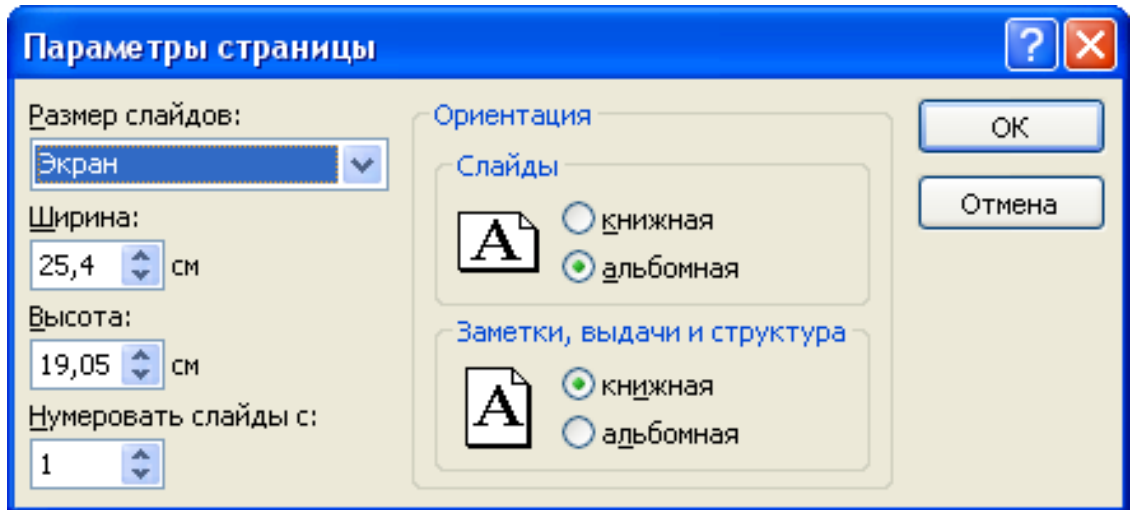 Параметры страницы
Размер слайдов:
Экран
Ширина:
25,4 см
Высота:
19,05 см
Нумеровать слайды с:
1
Ориентация
Слайды
A
книжная
альбомная
Заметки, выдачи и структура
A
книжная
альбомная
ОК
Отмена